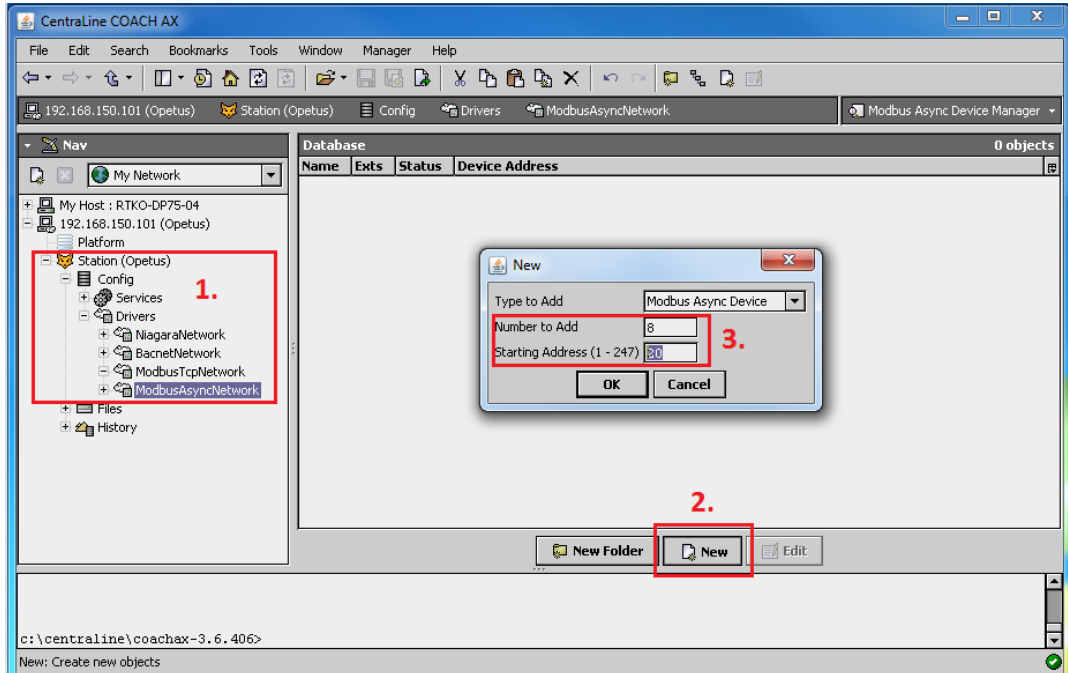 CentraLine COACH AX
File Edit Search Bookmarks Tools Window Manager Help
192.168.150.101 (Opetus) Station (Opetus) Config Drivers ModbusAsyncNetwork Modbus Async Device Manager
Nav
My Network
My Host : RTKO-DP75-04
192.168.150.101 (Opetus)
Platform
Station (Opetus)
Config
Services
Drivers
NiagaraNetwork
BacnetNetwork
ModbusTcpNetwork
ModbusAsyncNetwork
Files
History
1.
Database 0 objects
Name Exts Status Device Address
New
Type to Add Modbus Async Device
Number to Add 8
Starting Address (1 - 247) 20
3.
OK Cancel
2.
New Folder New Edit
c:\centraline\coachax-3.6.406>
New: Create new objects